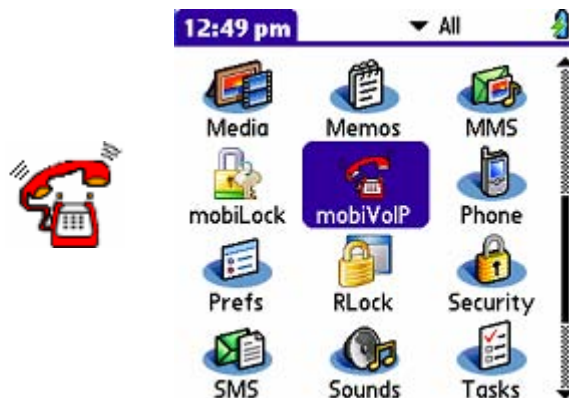 12:49 pm All
Media Memos MMS
mobiLock mobiVoIP Phone
Prefs RLock Security
SMS Sounds Tasks